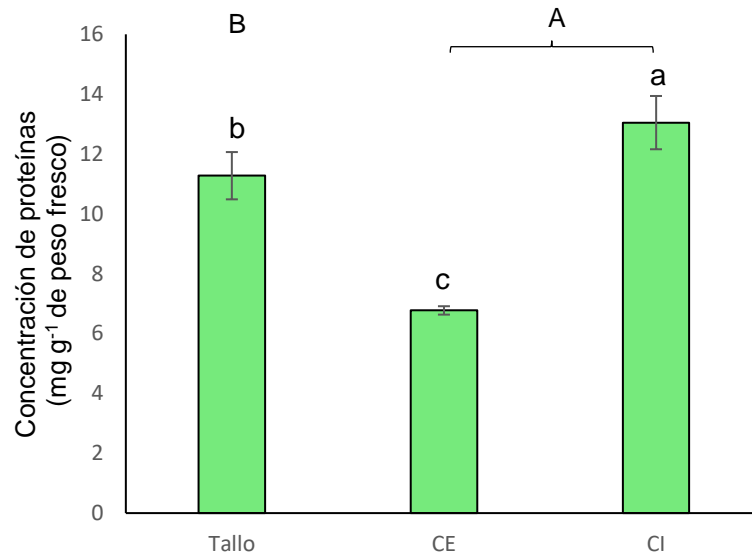 B
A
a
b
c
Concentración de proteínas
(mg g⁻¹ de peso fresco)
16
14
12
10
8
6
4
2
0
Tallo CE CI